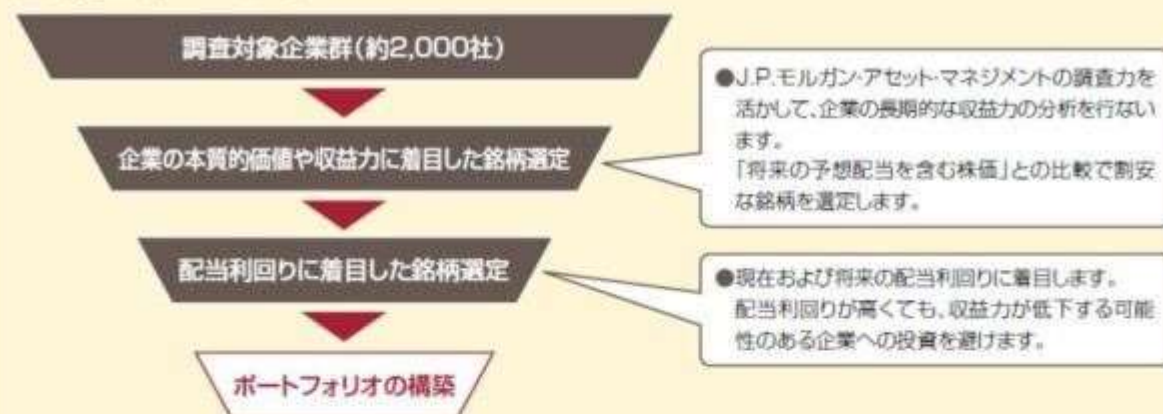 調査対象企業群(約2,000社)
企業の本質的価値や収益力に着目した銘柄選定
●J.P.モルガン・アセット・マネジメントの調査力を
活かして、企業の長期的な収益力の分析を行ない
ます。
「将来の予想配当を含む株価」との比較で割安
な銘柄を選定します。
配当利回りに着目した銘柄選定
●現在および将来の配当利回りに着目します。
配当利回りが高くても、収益力が低下する可能
性のある企業への投資を避けます。
ポートフォリオの構築